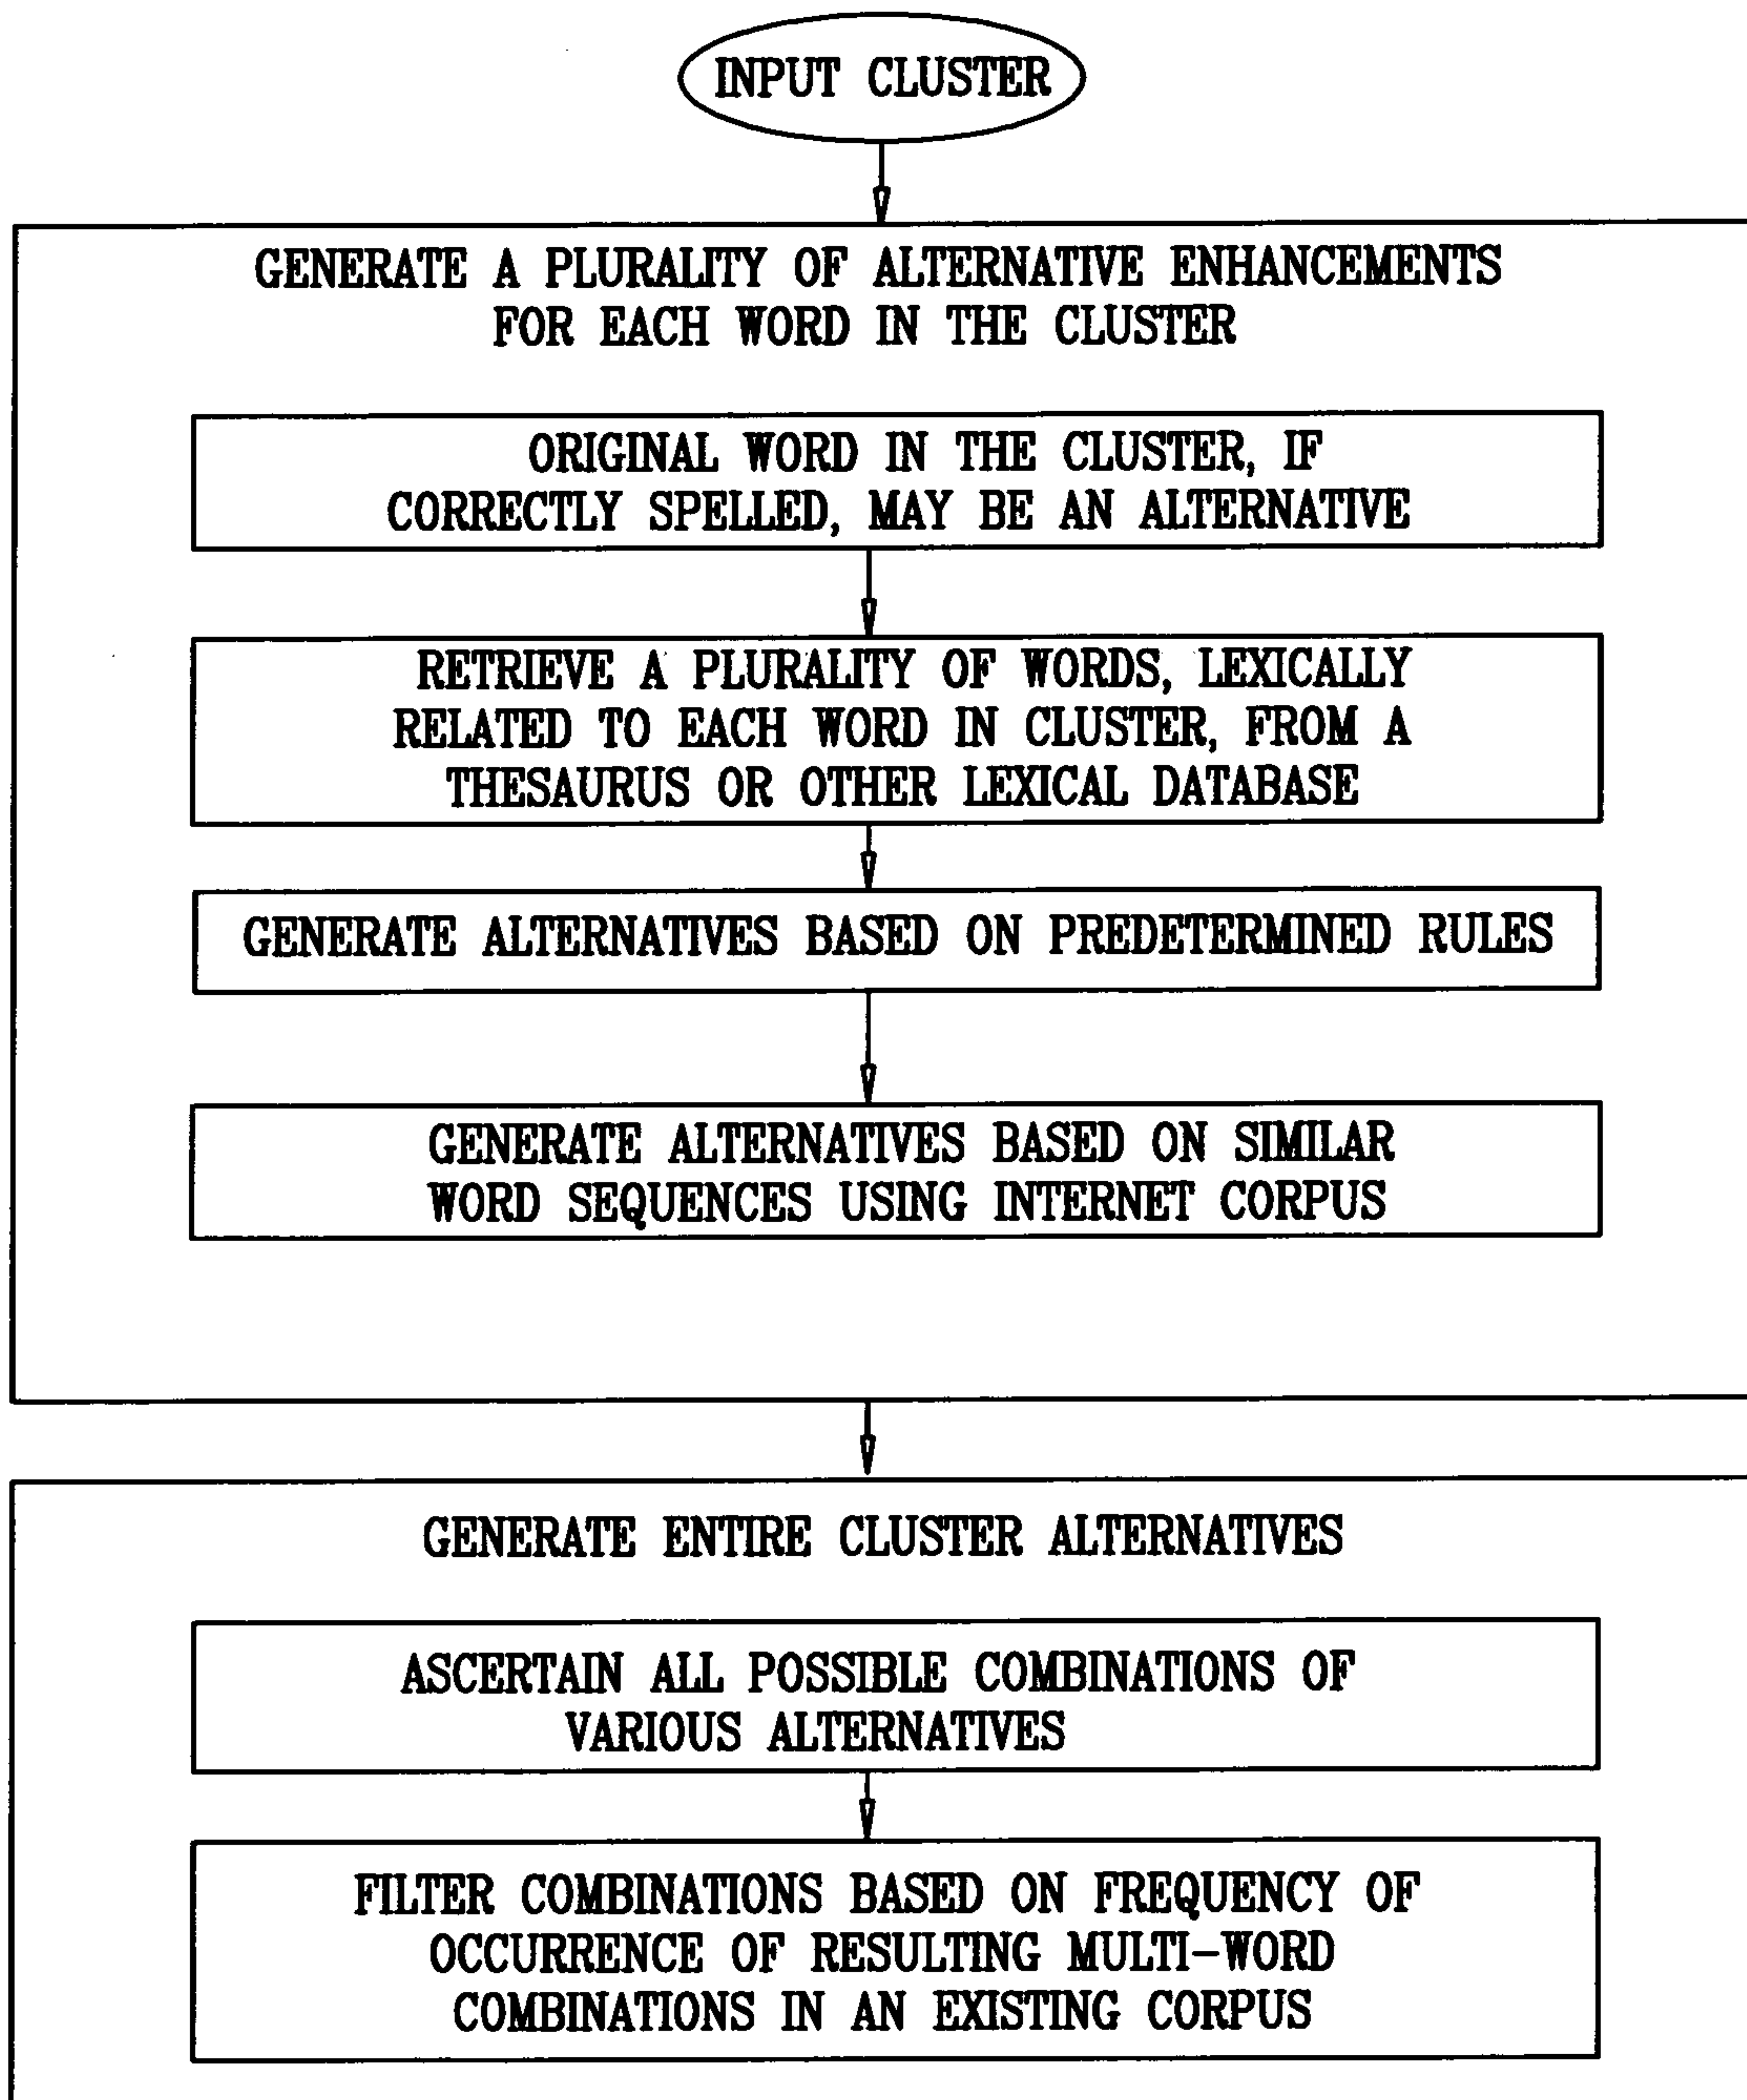 INPUT CLUSTER
GENERATE A PLURALITY OF ALTERNATIVE ENHANCEMENTS
FOR EACH WORD IN THE CLUSTER
ORIGINAL WORD IN THE CLUSTER, IF
CORRECTLY SPELLED, MAY BE AN ALTERNATIVE
RETRIEVE A PLURALITY OF WORDS, LEXICALLY
RELATED TO EACH WORD IN CLUSTER, FROM A
THESAURUS OR OTHER LEXICAL DATABASE
GENERATE ALTERNATIVES BASED ON PREDETERMINED RULES
GENERATE ALTERNATIVES BASED ON SIMILAR
WORD SEQUENCES USING INTERNET CORPUS
GENERATE ENTIRE CLUSTER ALTERNATIVES
ASCERTAIN ALL POSSIBLE COMBINATIONS OF
VARIOUS ALTERNATIVES
FILTER COMBINATIONS BASED ON FREQUENCY OF
OCCURRENCE OF RESULTING MULTI-WORD
COMBINATIONS IN AN EXISTING CORPUS